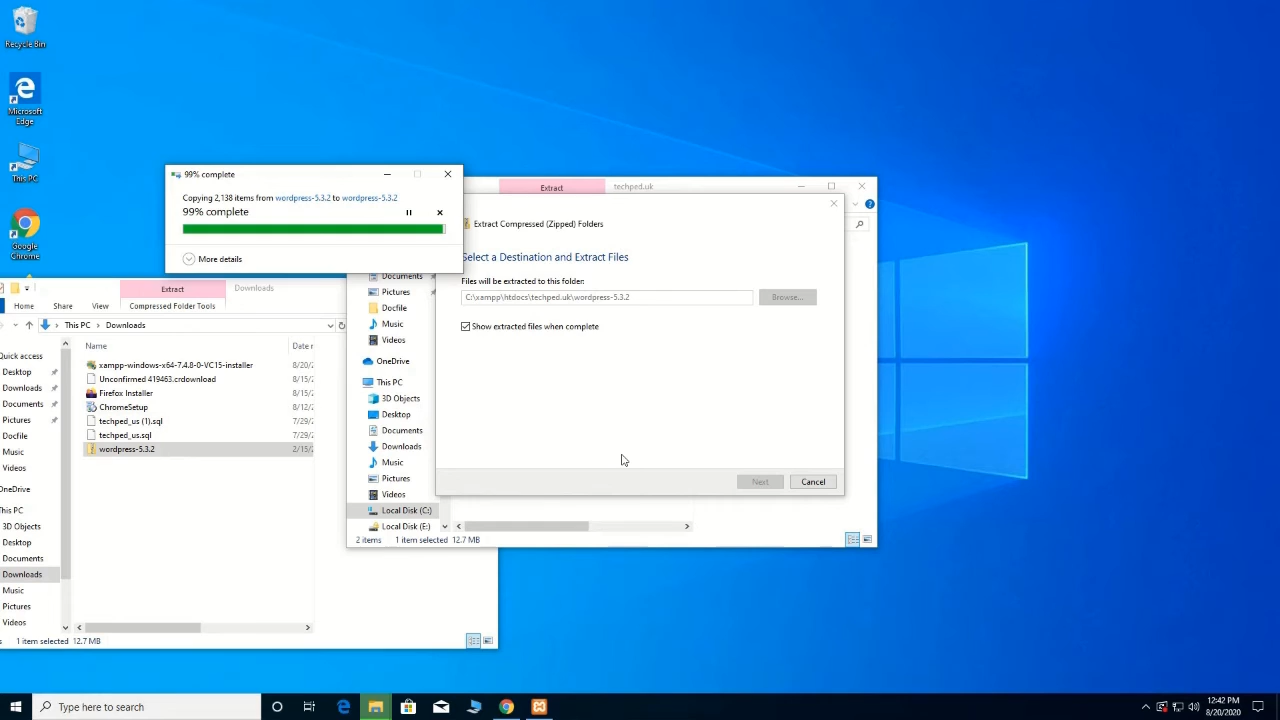 Recycle Bin
Microsoft
Edge
This PC
Google
Chrome
99% complete
Copying 2,138 items from wordpress-5.3.2 to wordpress-5.3.2
99% complete
More details
Extract
techped.uk
Extract Compressed (Zipped) Folders
Select a Destination and Extract Files
Files will be extracted to this folder:
C:\xampp\htdocs\techped.uk\wordpress-5.3.2
Browse...
Show extracted files when complete
Next
Cancel
Documents
Pictures
Docfile
Music
Videos
OneDrive
This PC
3D Objects
Desktop
Documents
Downloads
Music
Pictures
Videos
Local Disk (C:)
Local Disk (E:)
2 items 1 item selected 12.7 MB
Extract
Downloads
Home Share View Compressed Folder Tools
This PC > Downloads
Name Date r
Quick access
Desktop
Downloads
Documents
Pictures
Docfile
Music
Videos
OneDrive
This PC
3D Objects
Desktop
Documents
Downloads
Music
Pictures
Videos
xampp-windows-x64-7.4.8-0-VC15-installer 8/20/2
Unconfirmed 419463.crdownload 8/15/2
Firefox Installer 8/15/2
ChromeSetup 8/12/2
techped_us (1).sql 7/29/2
techped_us.sql 7/29/2
wordpress-5.3.2 2/15/2
1 item selected 12.7 MB
Type here to search
12:42 PM
8/20/2020